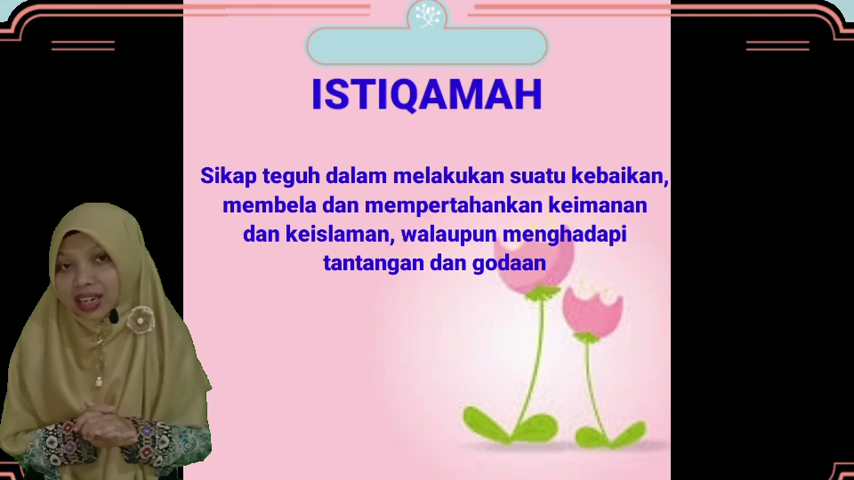 ISTIQAMAH
Sikap teguh dalam melakukan suatu kebaikan,
membela dan mempertahankan keimanan
dan keislaman, walaupun menghadapi
tantangan dan godaan